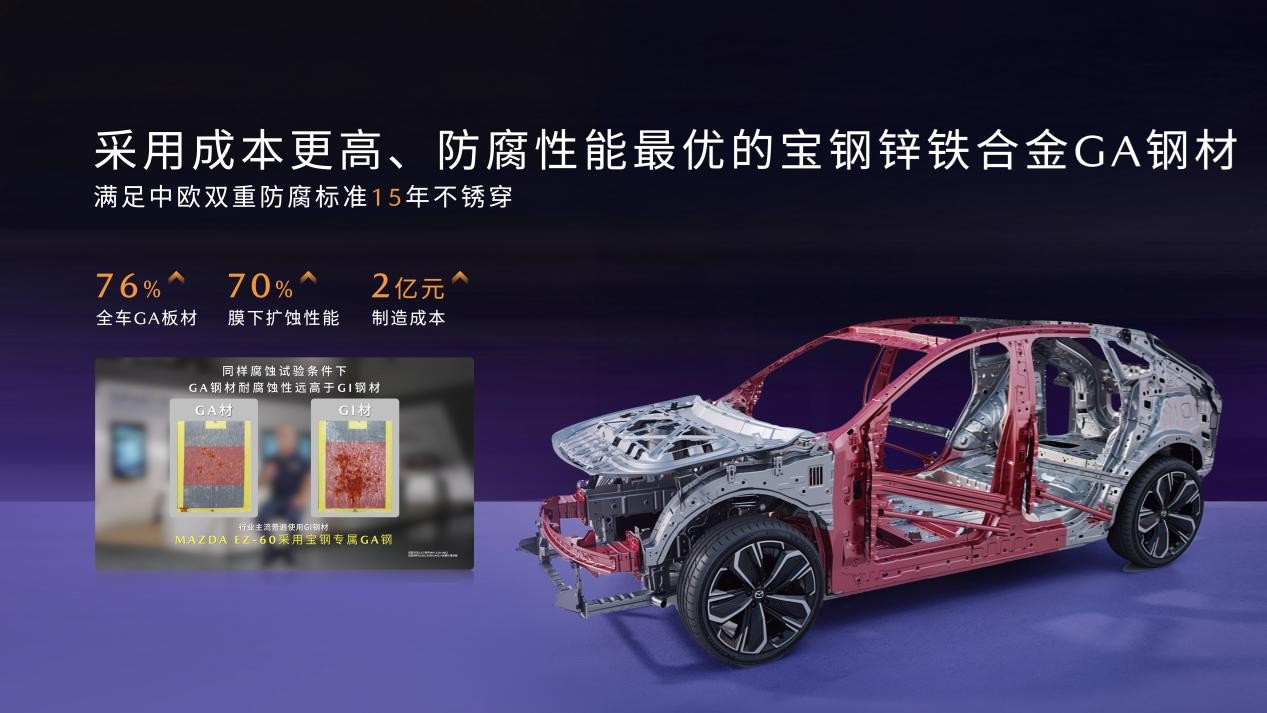 采用成本更高、防腐性能最优的宝钢锌铁合金GA钢材
满足中欧双重防腐标准15年不锈穿
76% 70% 2亿元
全车GA板材 膜下扩蚀性能 制造成本
同样腐蚀试验条件下
GA钢材耐腐蚀性远高于GI钢材
GA材 GI材
行业主流普遍使用GI钢材
MAZDA EZ-60采用宝钢专属GA钢